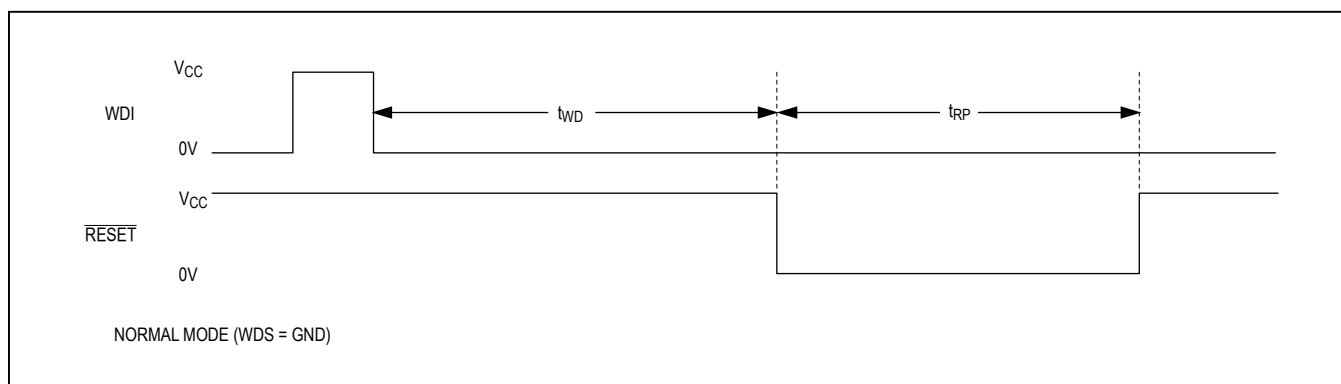 VCC
WDI
tWD
tRP
0V
VCC
RESET
0V
NORMAL MODE (WDS = GND)